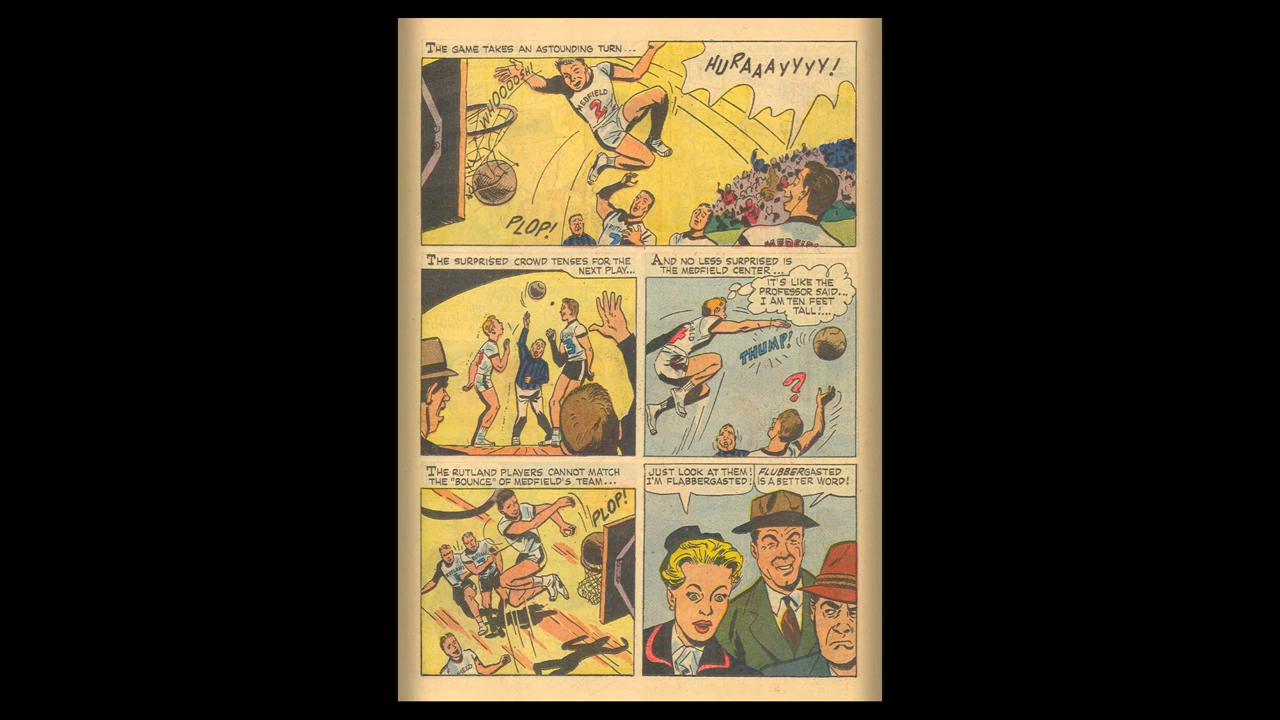 THE GAME TAKES AN ASTOUNDING TURN...
HURAAAYYYY!
WHOOOOSH!
MEDFIELD
2
PLOP!
MEDFIELD
THE SURPRISED CROWD TENSES FOR THE
NEXT PLAY...
AND NO LESS SURPRISED IS
THE MEDFIELD CENTER...
IT'S LIKE THE
PROFESSOR SAID...
I AM TEN FEET
TALL!...
THUMP!
?
THE RUTLAND PLAYERS CANNOT MATCH
THE "BOUNCE" OF MEDFIELD'S TEAM...
PLOP!
JUST LOOK AT THEM!
I'M FLABBERGASTED!
FLUBBERGASTED
IS A BETTER WORD!